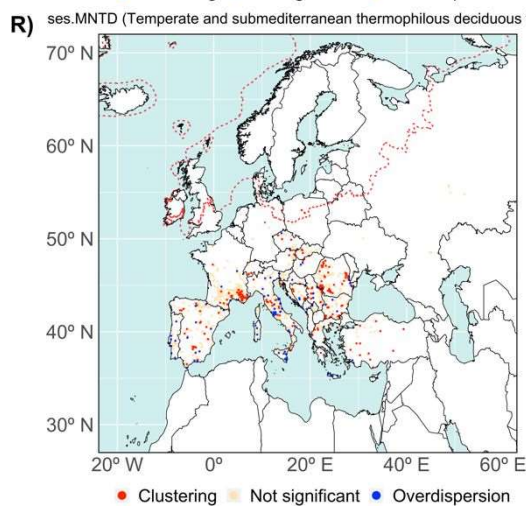 R) ses.MNTD (Temperate and submediterranean thermophilous deciduous
70º N
60º N
50º N
40º N
30º N
20º W 0º 20º E 40º E 60º E
Clustering Not significant Overdispersion